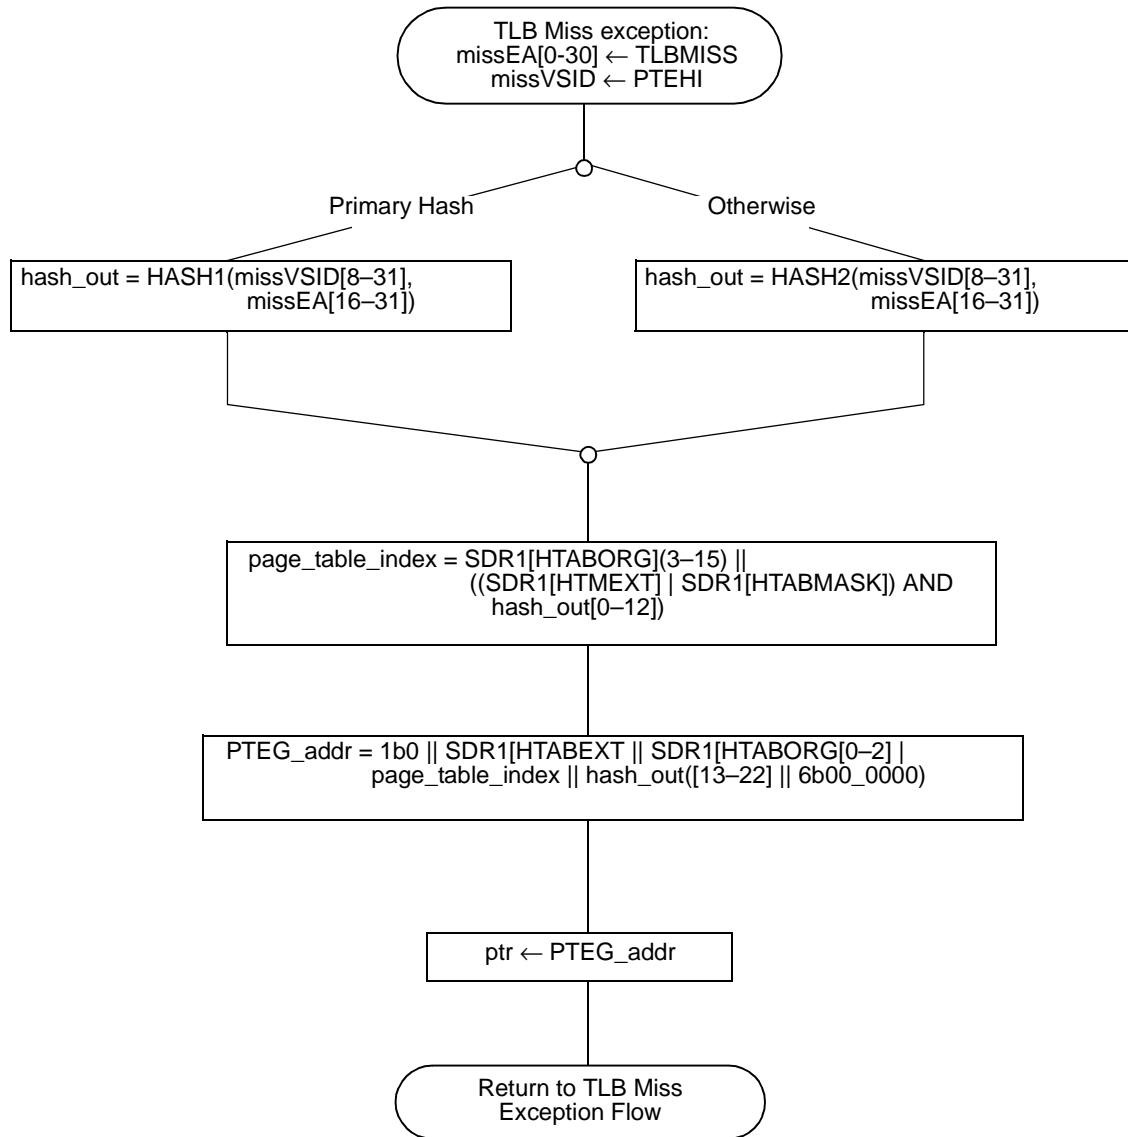 TLB Miss exception:
missEA[0-30] ← TLBMISS
missVSID ← PTEHI
Primary Hash
Otherwise
hash_out = HASH1(missVSID[8–31],
missEA[16–31])
hash_out = HASH2(missVSID[8–31],
missEA[16–31])
page_table_index = SDR1[HTABORG](3–15) ||
((SDR1[HTMEXT] | SDR1[HTABMASK]) AND
hash_out[0–12])
PTEG_addr = 1b0 || SDR1[HTABEXT || SDR1[HTABORG[0–2] |
page_table_index || hash_out([13–22] || 6b00_0000)
ptr ← PTEG_addr
Return to TLB Miss
Exception Flow